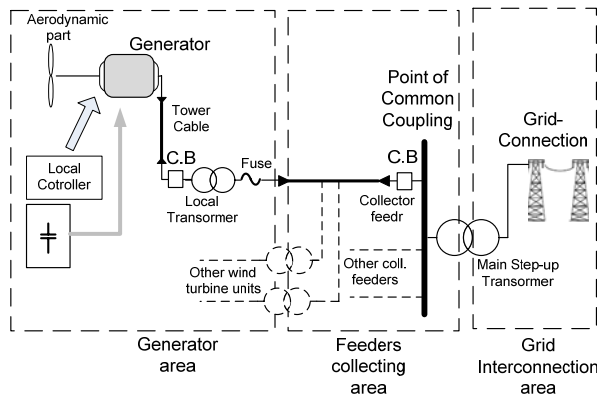 Aerodynamic
part
Generator
Tower
Cable
Local
Cotroller
C.B
Local
Transormer
Fuse
Other wind
turbine units
Generator
area
Point of
Common
Coupling
C.B
Collector
feedr
Other coll.
feeders
Feeders
collecting
area
Grid-
Connection
Main Step-up
Transormer
Grid
Interconnection
area